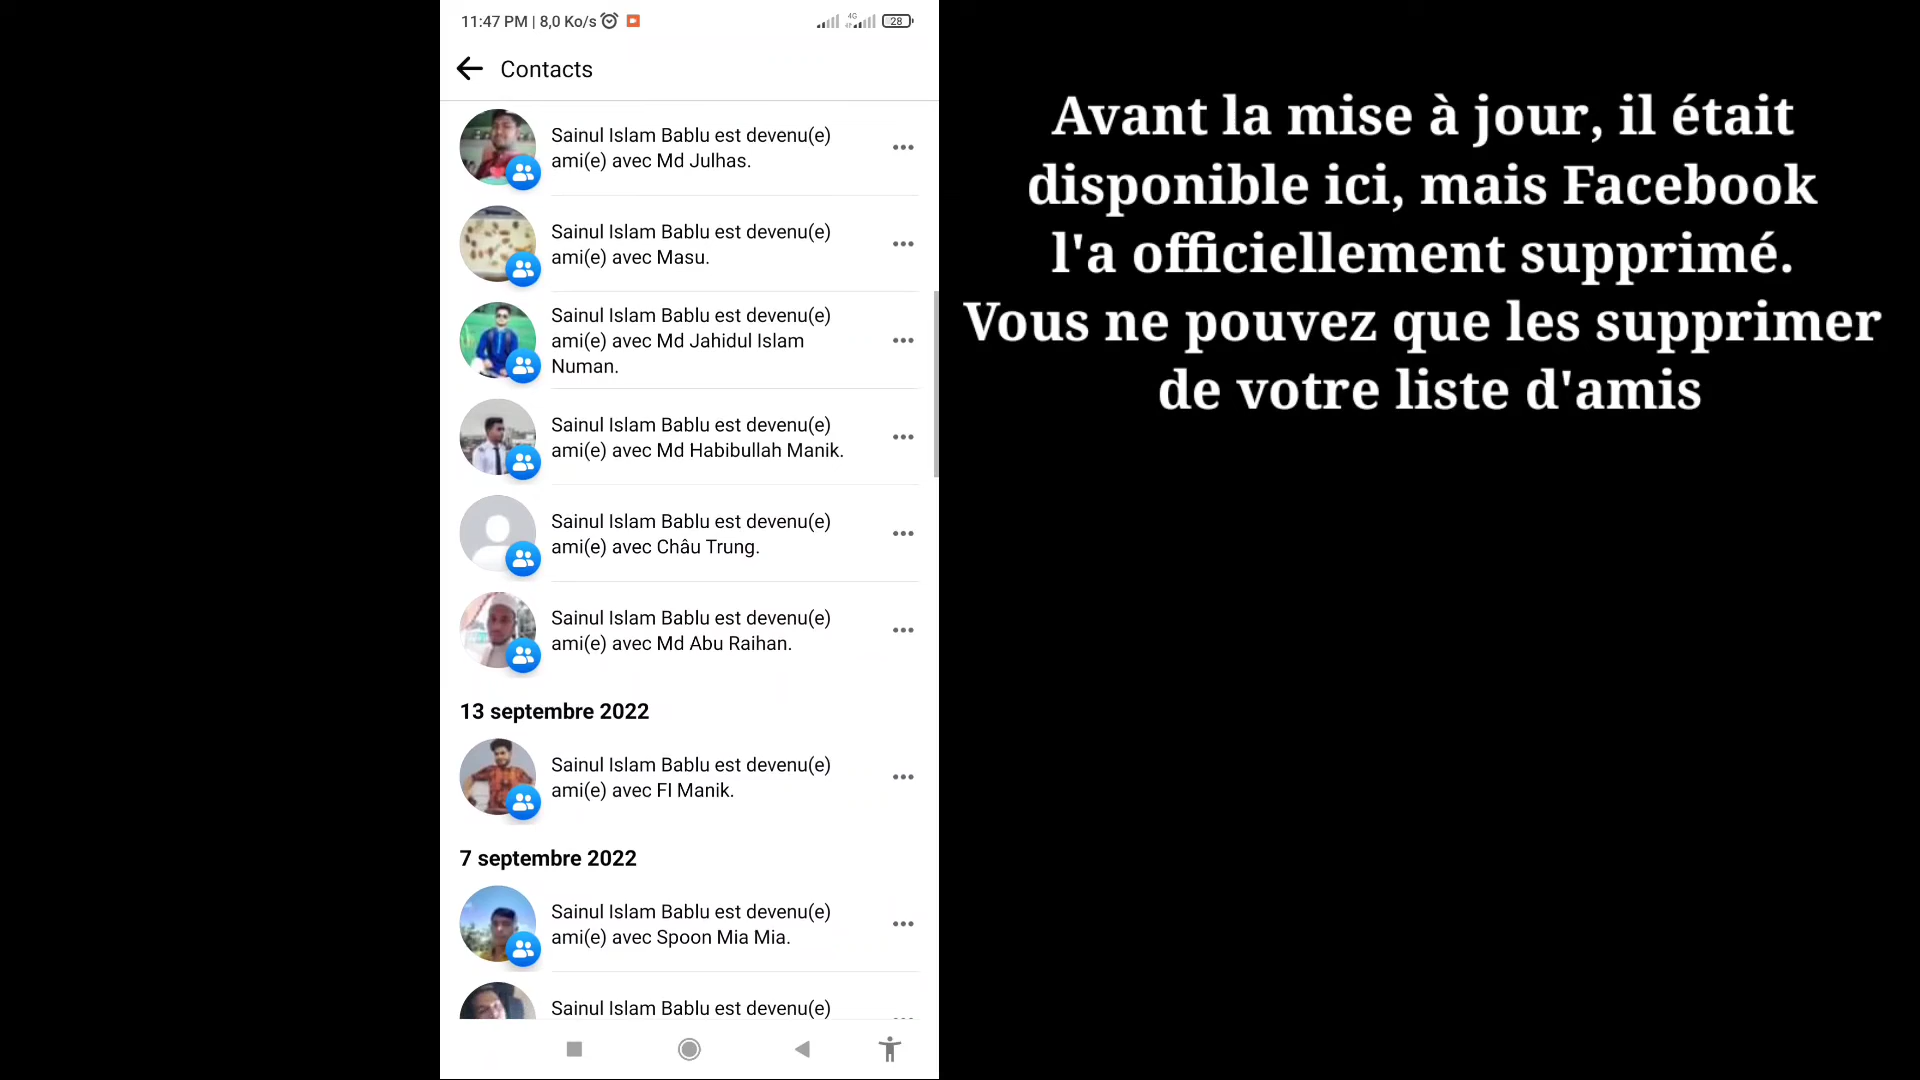 11:47 PM | 8,0 Ko/s
4G
28
Contacts
Sainul Islam Bablu est devenu(e)
ami(e) avec Md Julhas.
Sainul Islam Bablu est devenu(e)
ami(e) avec Masu.
Sainul Islam Bablu est devenu(e)
ami(e) avec Md Jahidul Islam
Numan.
Sainul Islam Bablu est devenu(e)
ami(e) avec Md Habibullah Manik.
Sainul Islam Bablu est devenu(e)
ami(e) avec Châu Trung.
Sainul Islam Bablu est devenu(e)
ami(e) avec Md Abu Raihan.
13 septembre 2022
Sainul Islam Bablu est devenu(e)
ami(e) avec FI Manik.
7 septembre 2022
Sainul Islam Bablu est devenu(e)
ami(e) avec Spoon Mia Mia.
Sainul Islam Bablu est devenu(e)
Avant la mise à jour, il était
disponible ici, mais Facebook
l'a officiellement supprimé.
Vous ne pouvez que les supprimer
de votre liste d'amis